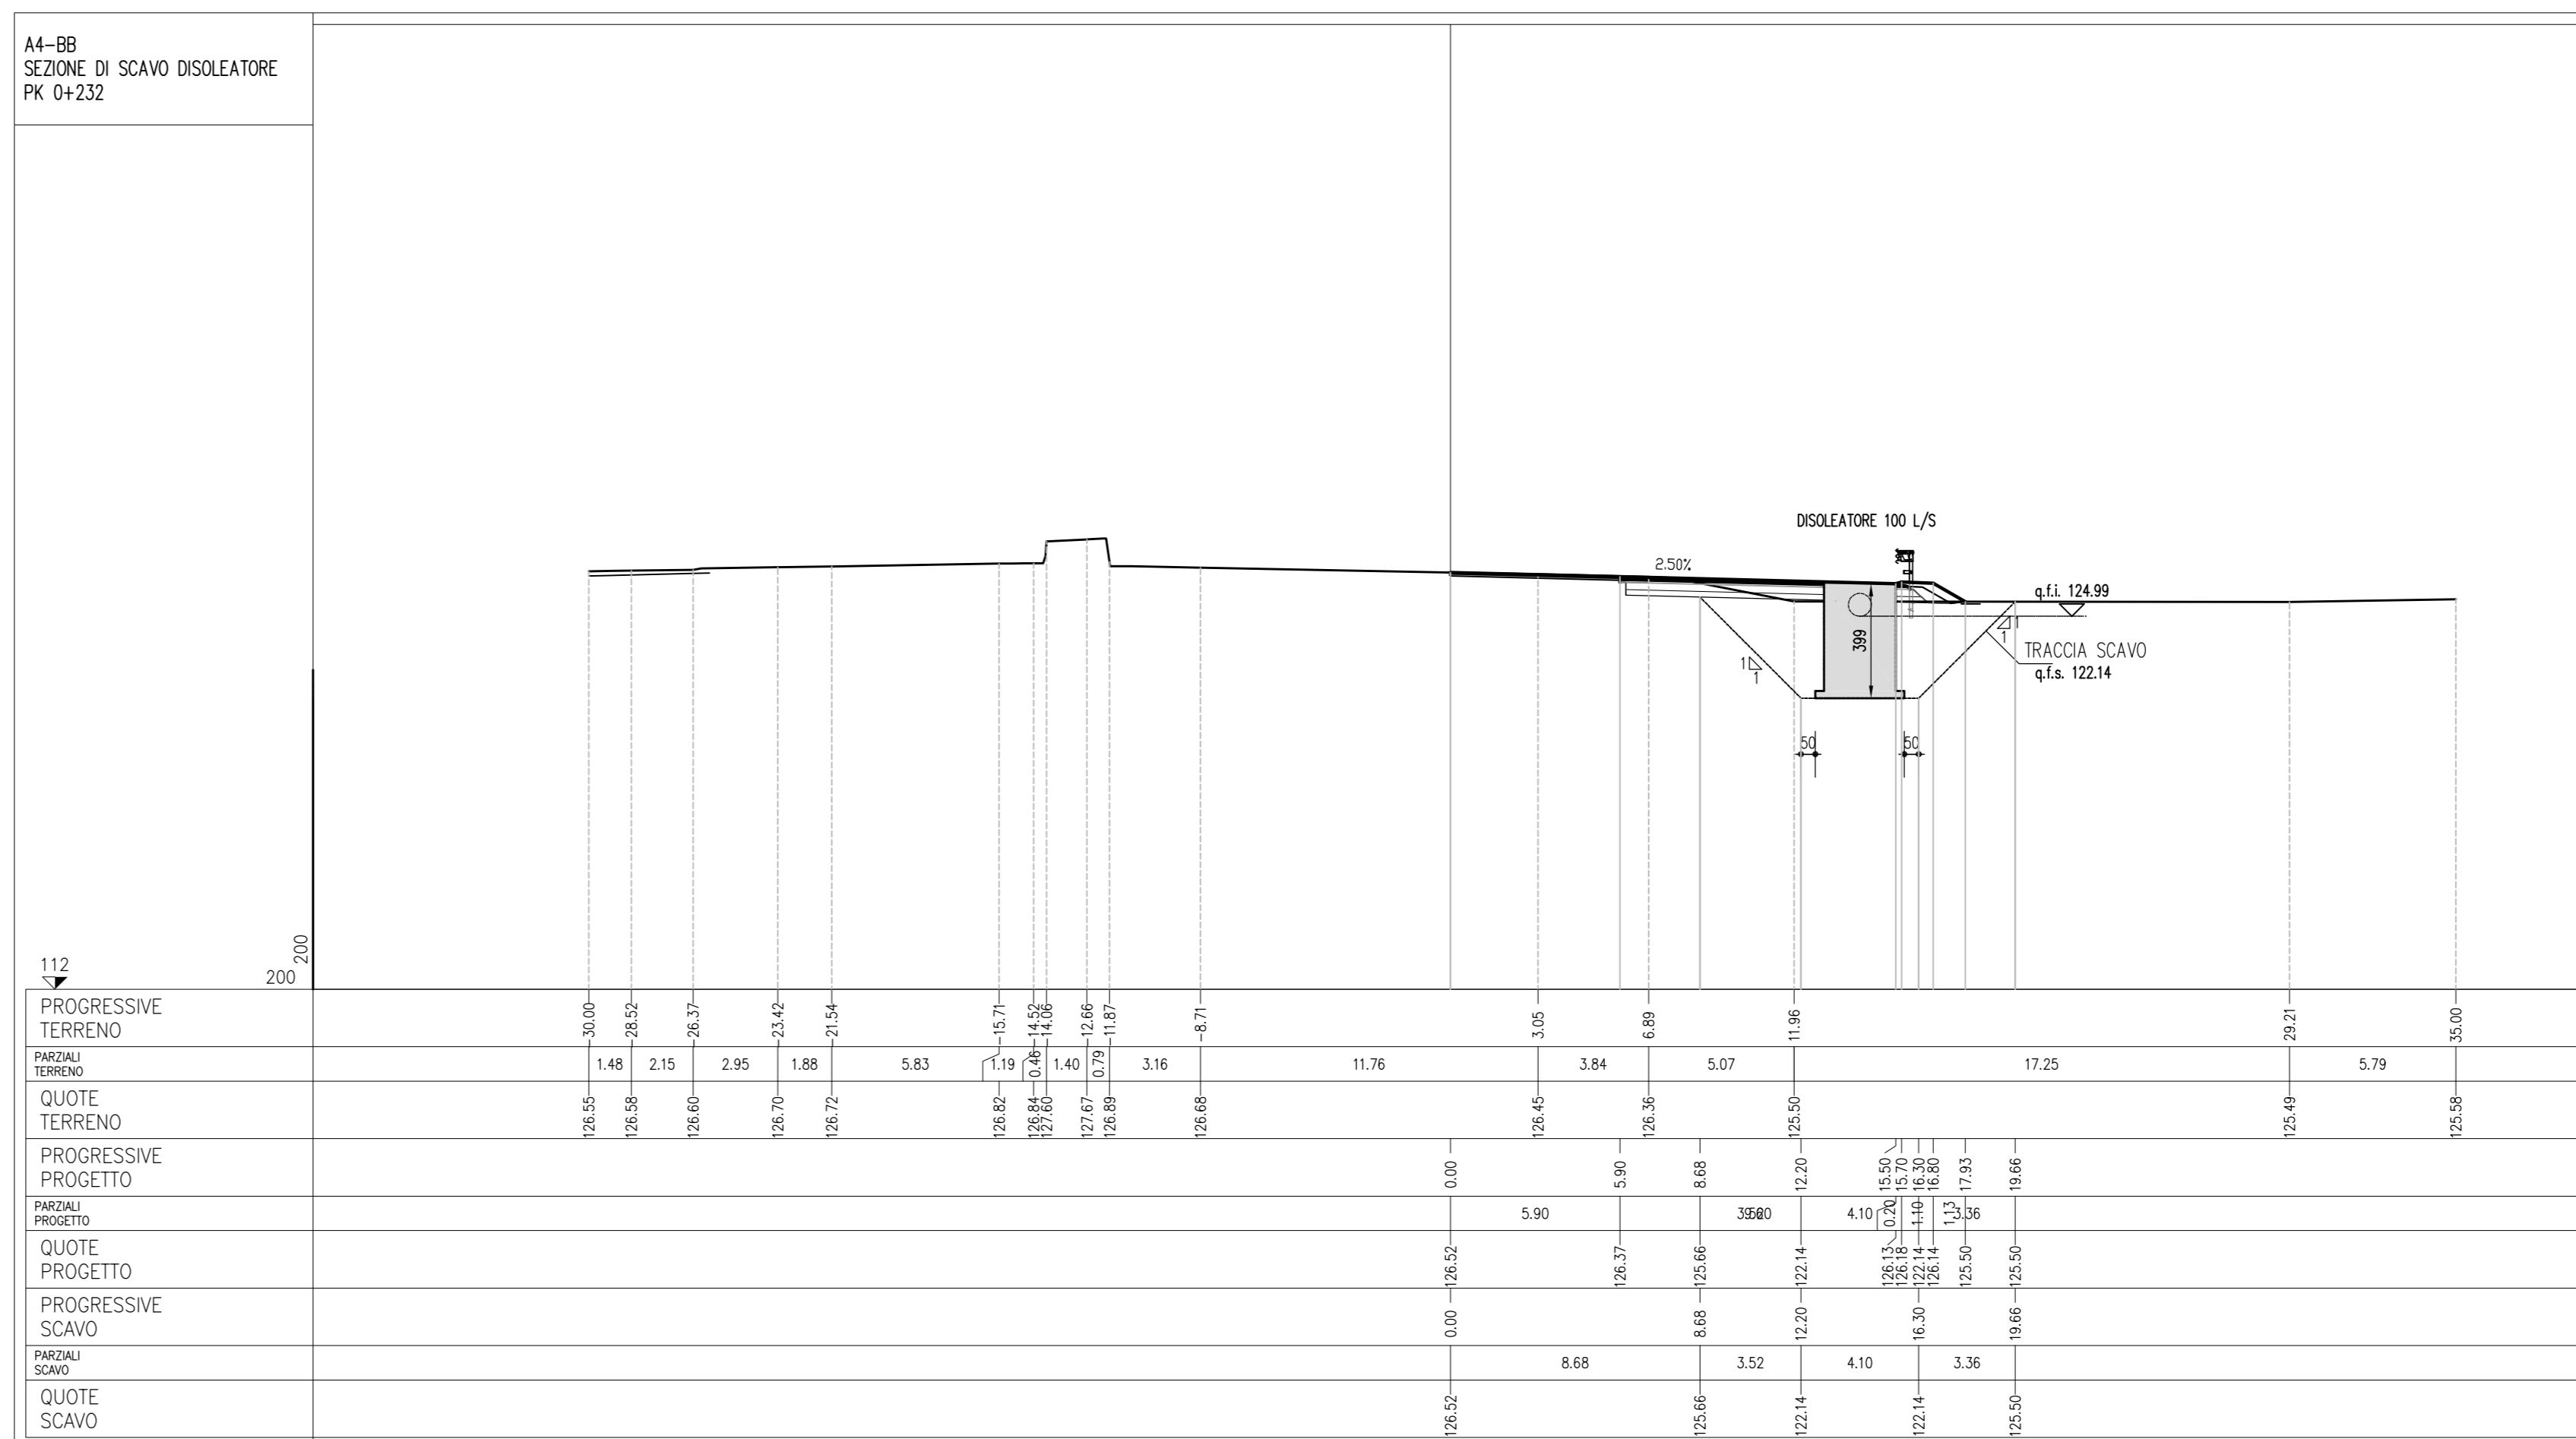 A4-BB
SEZIONE DI SCAVO DISOLEATORE
PK 0+232
DISOLEATORE 100 L/S
2.50%
q.f.i. 124.99
399
1
1
1
1
TRACCIA SCAVO
q.f.s. 122.14
50
50
112
200
200
PROGRESSIVE
TERRENO
-30.00 -28.52 -26.37 -23.42 -21.54 -15.71 -14.52 -14.06 -12.66 -11.87 -8.71 3.05 6.89 11.96 29.21 35.00
PARZIALI
TERRENO
1.48 2.15 2.95 1.88 5.83 1.19 0.46 1.40 0.79 3.16 11.76 3.84 5.07 17.25 5.79
QUOTE
TERRENO
126.55 126.58 126.60 126.70 126.72 126.82 126.84 127.60 127.67 126.89 126.68 126.45 126.36 125.50 125.49 125.58
PROGRESSIVE
PROGETTO
0.00 5.90 8.68 12.20 15.50 15.70 16.30 16.80 17.93 19.66
PARZIALI
PROGETTO
5.90 4.10 0.20 1.10 1.13 3.36
QUOTE
PROGETTO
126.52 126.37 125.66 122.14 126.13 126.18 122.14 126.14 125.50 125.50
PROGRESSIVE
SCAVO
0.00 8.68 12.20 16.30 19.66
PARZIALI
SCAVO
8.68 3.52 4.10 3.36
QUOTE
SCAVO
126.52 125.66 122.14 122.14 125.50